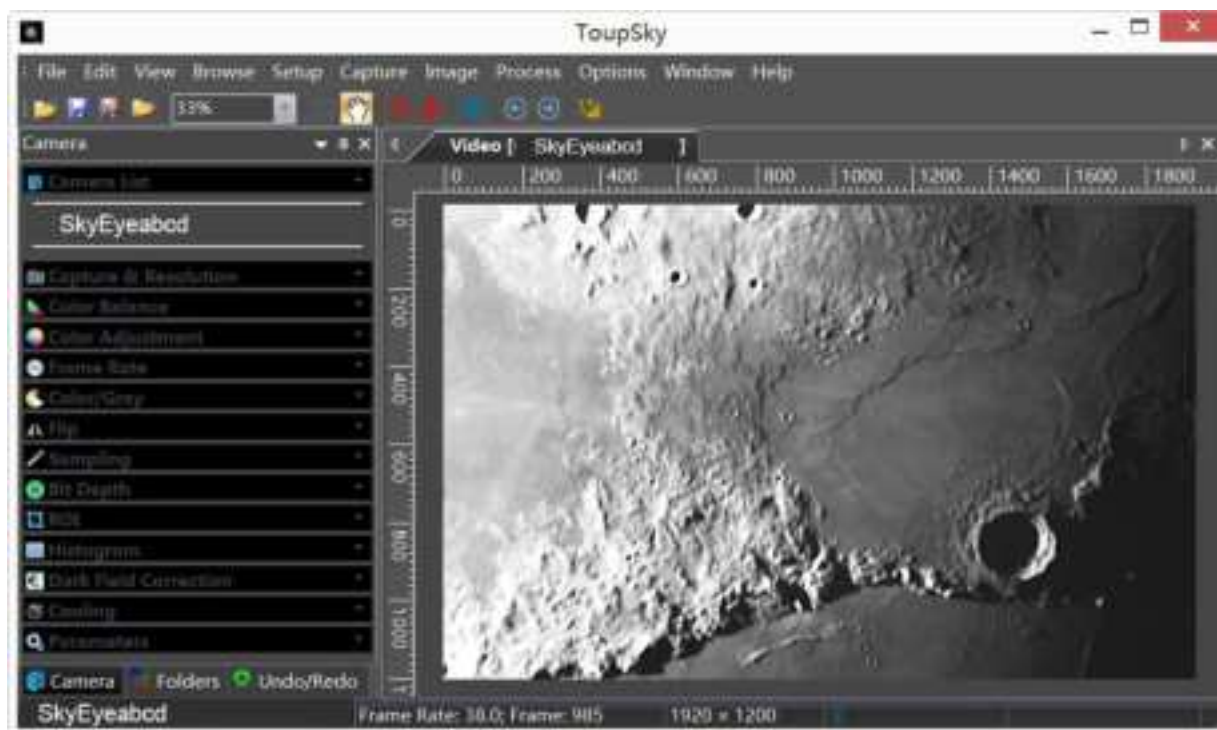 ToupSky
File Edit View Browse Setup Capture Image Process Options Window Help
33%
Camera
Video [ SkyEyeabcd ]
0 200 400 600 800 1000 1200 1400 1600 1800
Camera List
SkyEyeabcd
Capture & Resolution
Color Balance
Color Adjustment
Frame Rate
Color/Grey
Flip
Sampling
Bit Depth
ROI
Histogram
Dark Field Correction
Cooling
Parameters
0
200
400
600
800
1000
Camera Folders Undo/Redo
SkyEyeabcd
Frame Rate: 38.0; Frame: 985 1920 × 1200